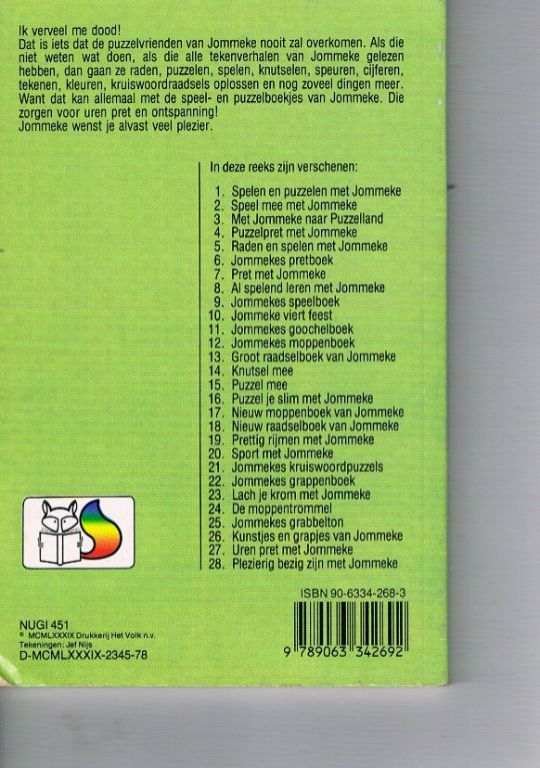 Ik verveel me dood!
Dat is iets dat de puzzelvrienden van Jommeke nooit zal overkomen. Als die
niet weten wat doen, als die alle tekenverhalen van Jommeke gelezen
hebben, dan gaan ze raden, puzzelen, spelen, knutselen, speuren, cijferen,
tekenen, kleuren, kruiswoordraadsels oplossen en nog zoveel dingen meer.
Want dat kan allemaal met de speel- en puzzelboekjes van Jommeke. Die
zorgen voor uren pret en ontspanning!
Jommeke wenst je alvast veel plezier.
In deze reeks zijn verschenen:
1. Spelen en puzzelen met Jommeke
2. Speel mee met Jommeke
3. Met Jommeke naar Puzzelland
4. Puzzelpret met Jommeke
5. Raden en spelen met Jommeke
6. Jommekes pretboek
7. Pret met Jommeke
8. Al spelend leren met Jommeke
9. Jommekes speelboek
10. Jommeke viert feest
11. Jommekes goochelboek
12. Jommekes moppenboek
13. Groot raadselboek van Jommeke
14. Knutsel mee
15. Puzzel mee
16. Puzzel je slim met Jommeke
17. Nieuw moppenboek van Jommeke
18. Nieuw raadselboek van Jommeke
19. Prettig rijmen met Jommeke
20. Sport met Jommeke
21. Jommekes kruiswoordpuzzels
22. Jommekes grappenboek
23. Lach je krom met Jommeke
24. De moppentrommel
25. Jommekes grabbelton
26. Kunstjes en grapjes van Jommeke
27. Uren pret met Jommeke
28. Plezierig bezig zijn met Jommeke
ISBN 90-6334-268-3
9 789063 342692
NUGI 451
© MCMLXXXIX Drukkerij Het Volk n.v.
Tekeningen: Jef Nijs
D-MCMLXXXIX-2345-78